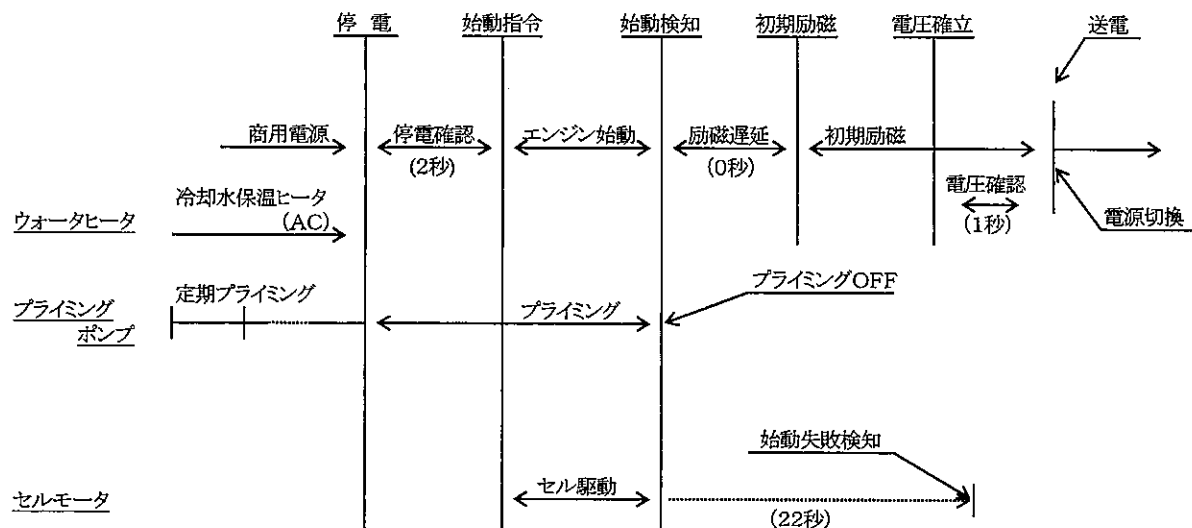 停 電
始動指令
始動検知
初期励磁
電圧確立
送電
商用電源
停電確認
(2秒)
エンジン始動
励磁遅延
(0秒)
初期励磁
電圧確認
(1秒)
電源切換
ウォータヒータ
冷却水保温ヒータ
(AC)
プライミング
ポンプ
定期プライミング
プライミング
プライミングOFF
始動失敗検知
セルモータ
セル駆動
(22秒)